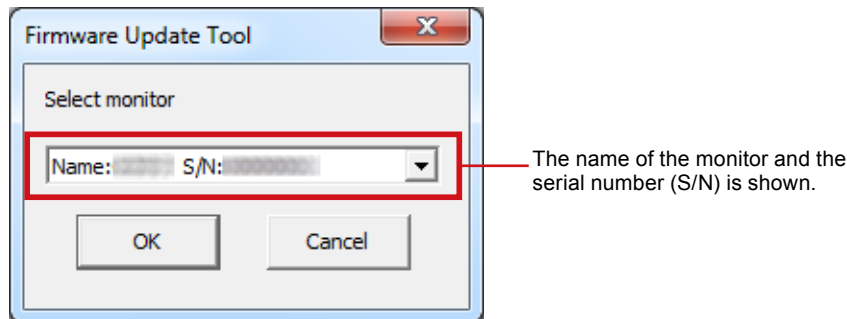 Firmware Update Tool
Select monitor
Name: S/N:
The name of the monitor and the
serial number (S/N) is shown.
OK
Cancel